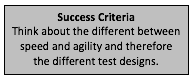 Success Criteria
Think about the different between
speed and agility and therefore
the different test designs.